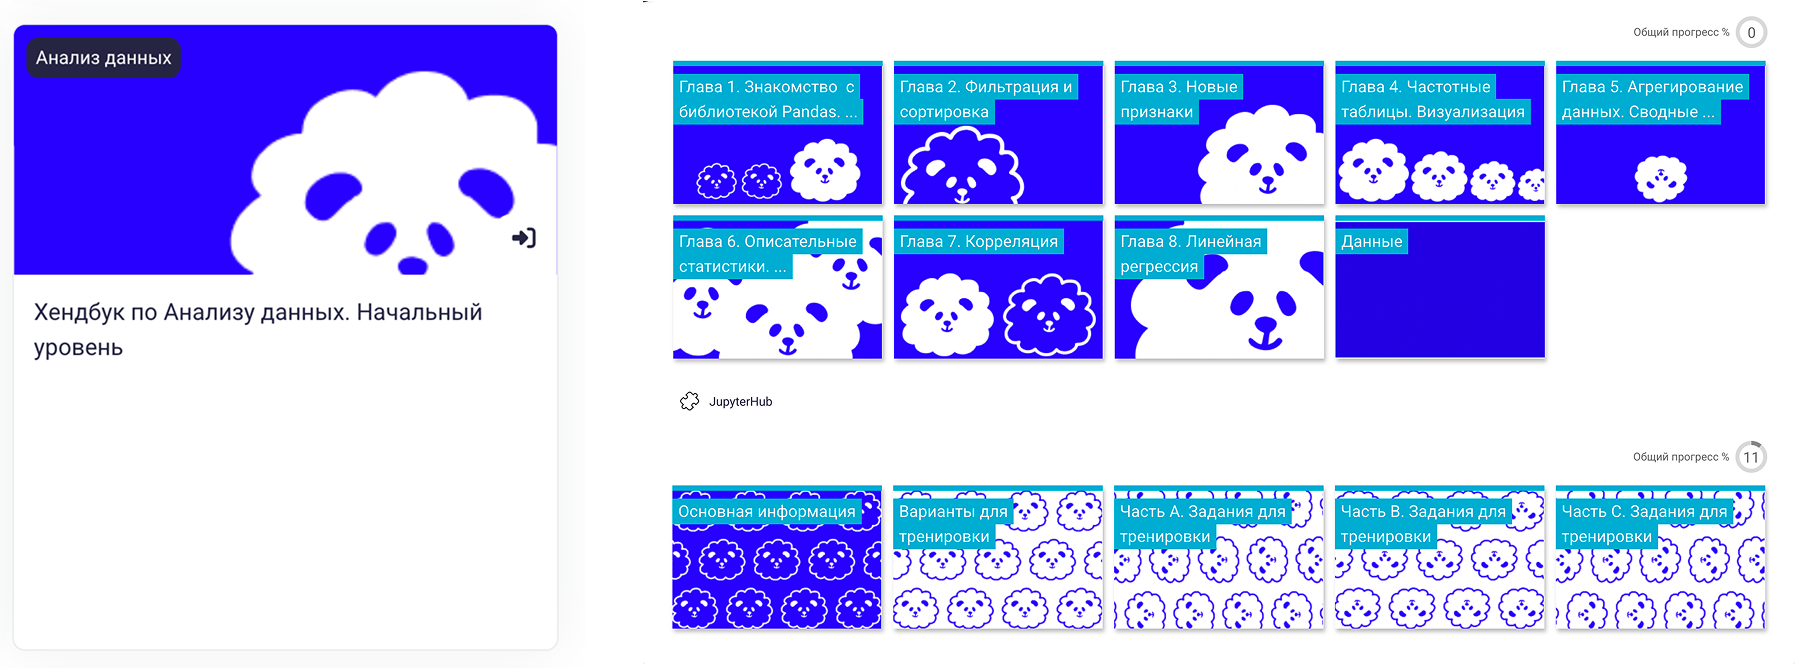 Анализ данных
Хендбук по Анализу данных. Начальный
уровень
Общий прогресс %
0
Глава 1. Знакомство с
библиотекой Pandas. ...
Глава 2. Фильтрация и
сортировка
Глава 3. Новые
признаки
Глава 4. Частотные
таблицы. Визуализация
Глава 5. Агрегирование
данных. Сводные ...
Глава 6. Описательные
статистики. ...
Глава 7. Корреляция
Глава 8. Линейная
регрессия
Данные
JupyterHub
Общий прогресс %
11
Основная информация
Варианты для
тренировки
Часть A. Задания для
тренировки
Часть B. Задания для
тренировки
Часть C. Задания для
тренировки